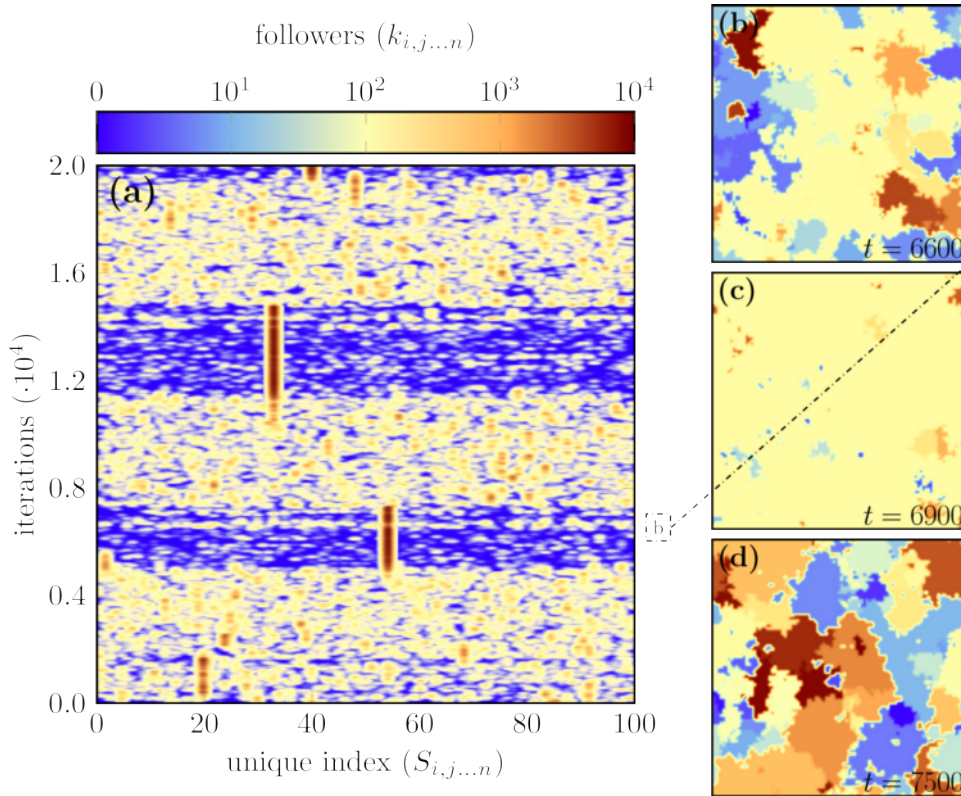 followers (k_{i,j...n})
0 10^1 10^2 10^3 10^4
(a)
2.0
1.6
1.2
0.8
0.4
0.0
iterations (·10^4)
0 20 40 60 80 100
unique index (S_{i,j...n})
b
(b)
t = 6600
(c)
t = 6900
(d)
t = 7500